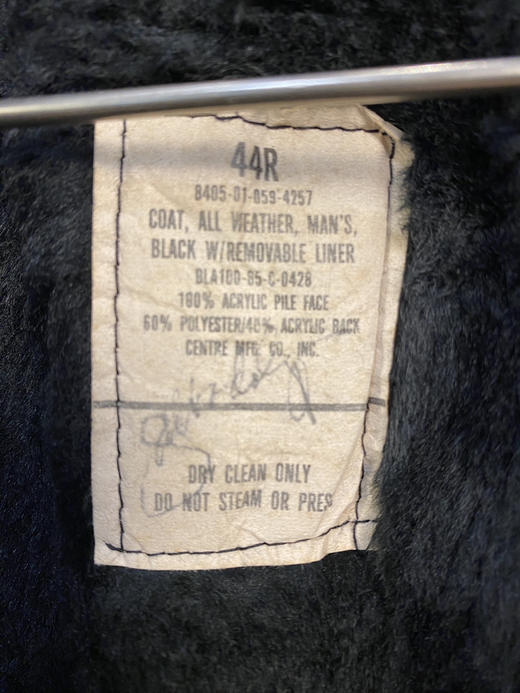 44R
8405-01-059-4257
COAT, ALL WEATHER, MAN'S,
BLACK W/REMOVABLE LINER
DLA100-85-C-0428
100% ACRYLIC PILE FACE
60% POLYESTER/40% ACRYLIC BACK
CENTRE MFG. CO., INC.
DRY CLEAN ONLY
DO NOT STEAM OR PRES